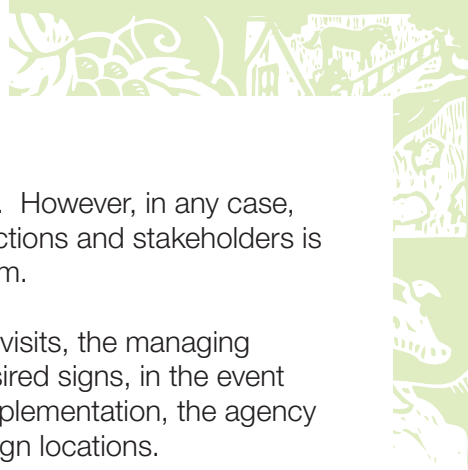 . However, in any case,
ctions and stakeholders is
m.
visits, the managing
sired signs, in the event
plementation, the agency
gn locations.